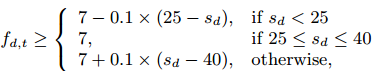 7 − 0.1 × (25 − s_d), if s_d < 25
f_{d,t} ≥ { 7, if 25 ≤ s_d ≤ 40
7 + 0.1 × (s_d − 40), otherwise,